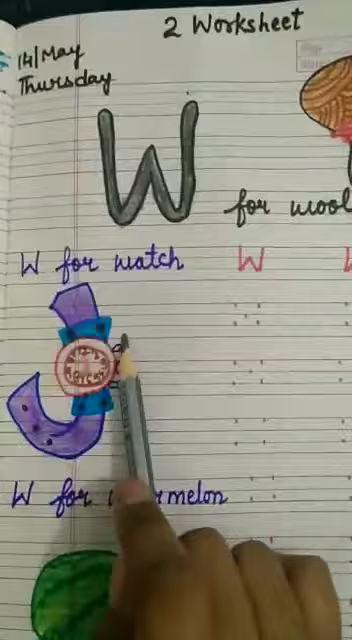 2 Worksheet
14/May
Thursday
W
for wool
W for watch W
W for melon